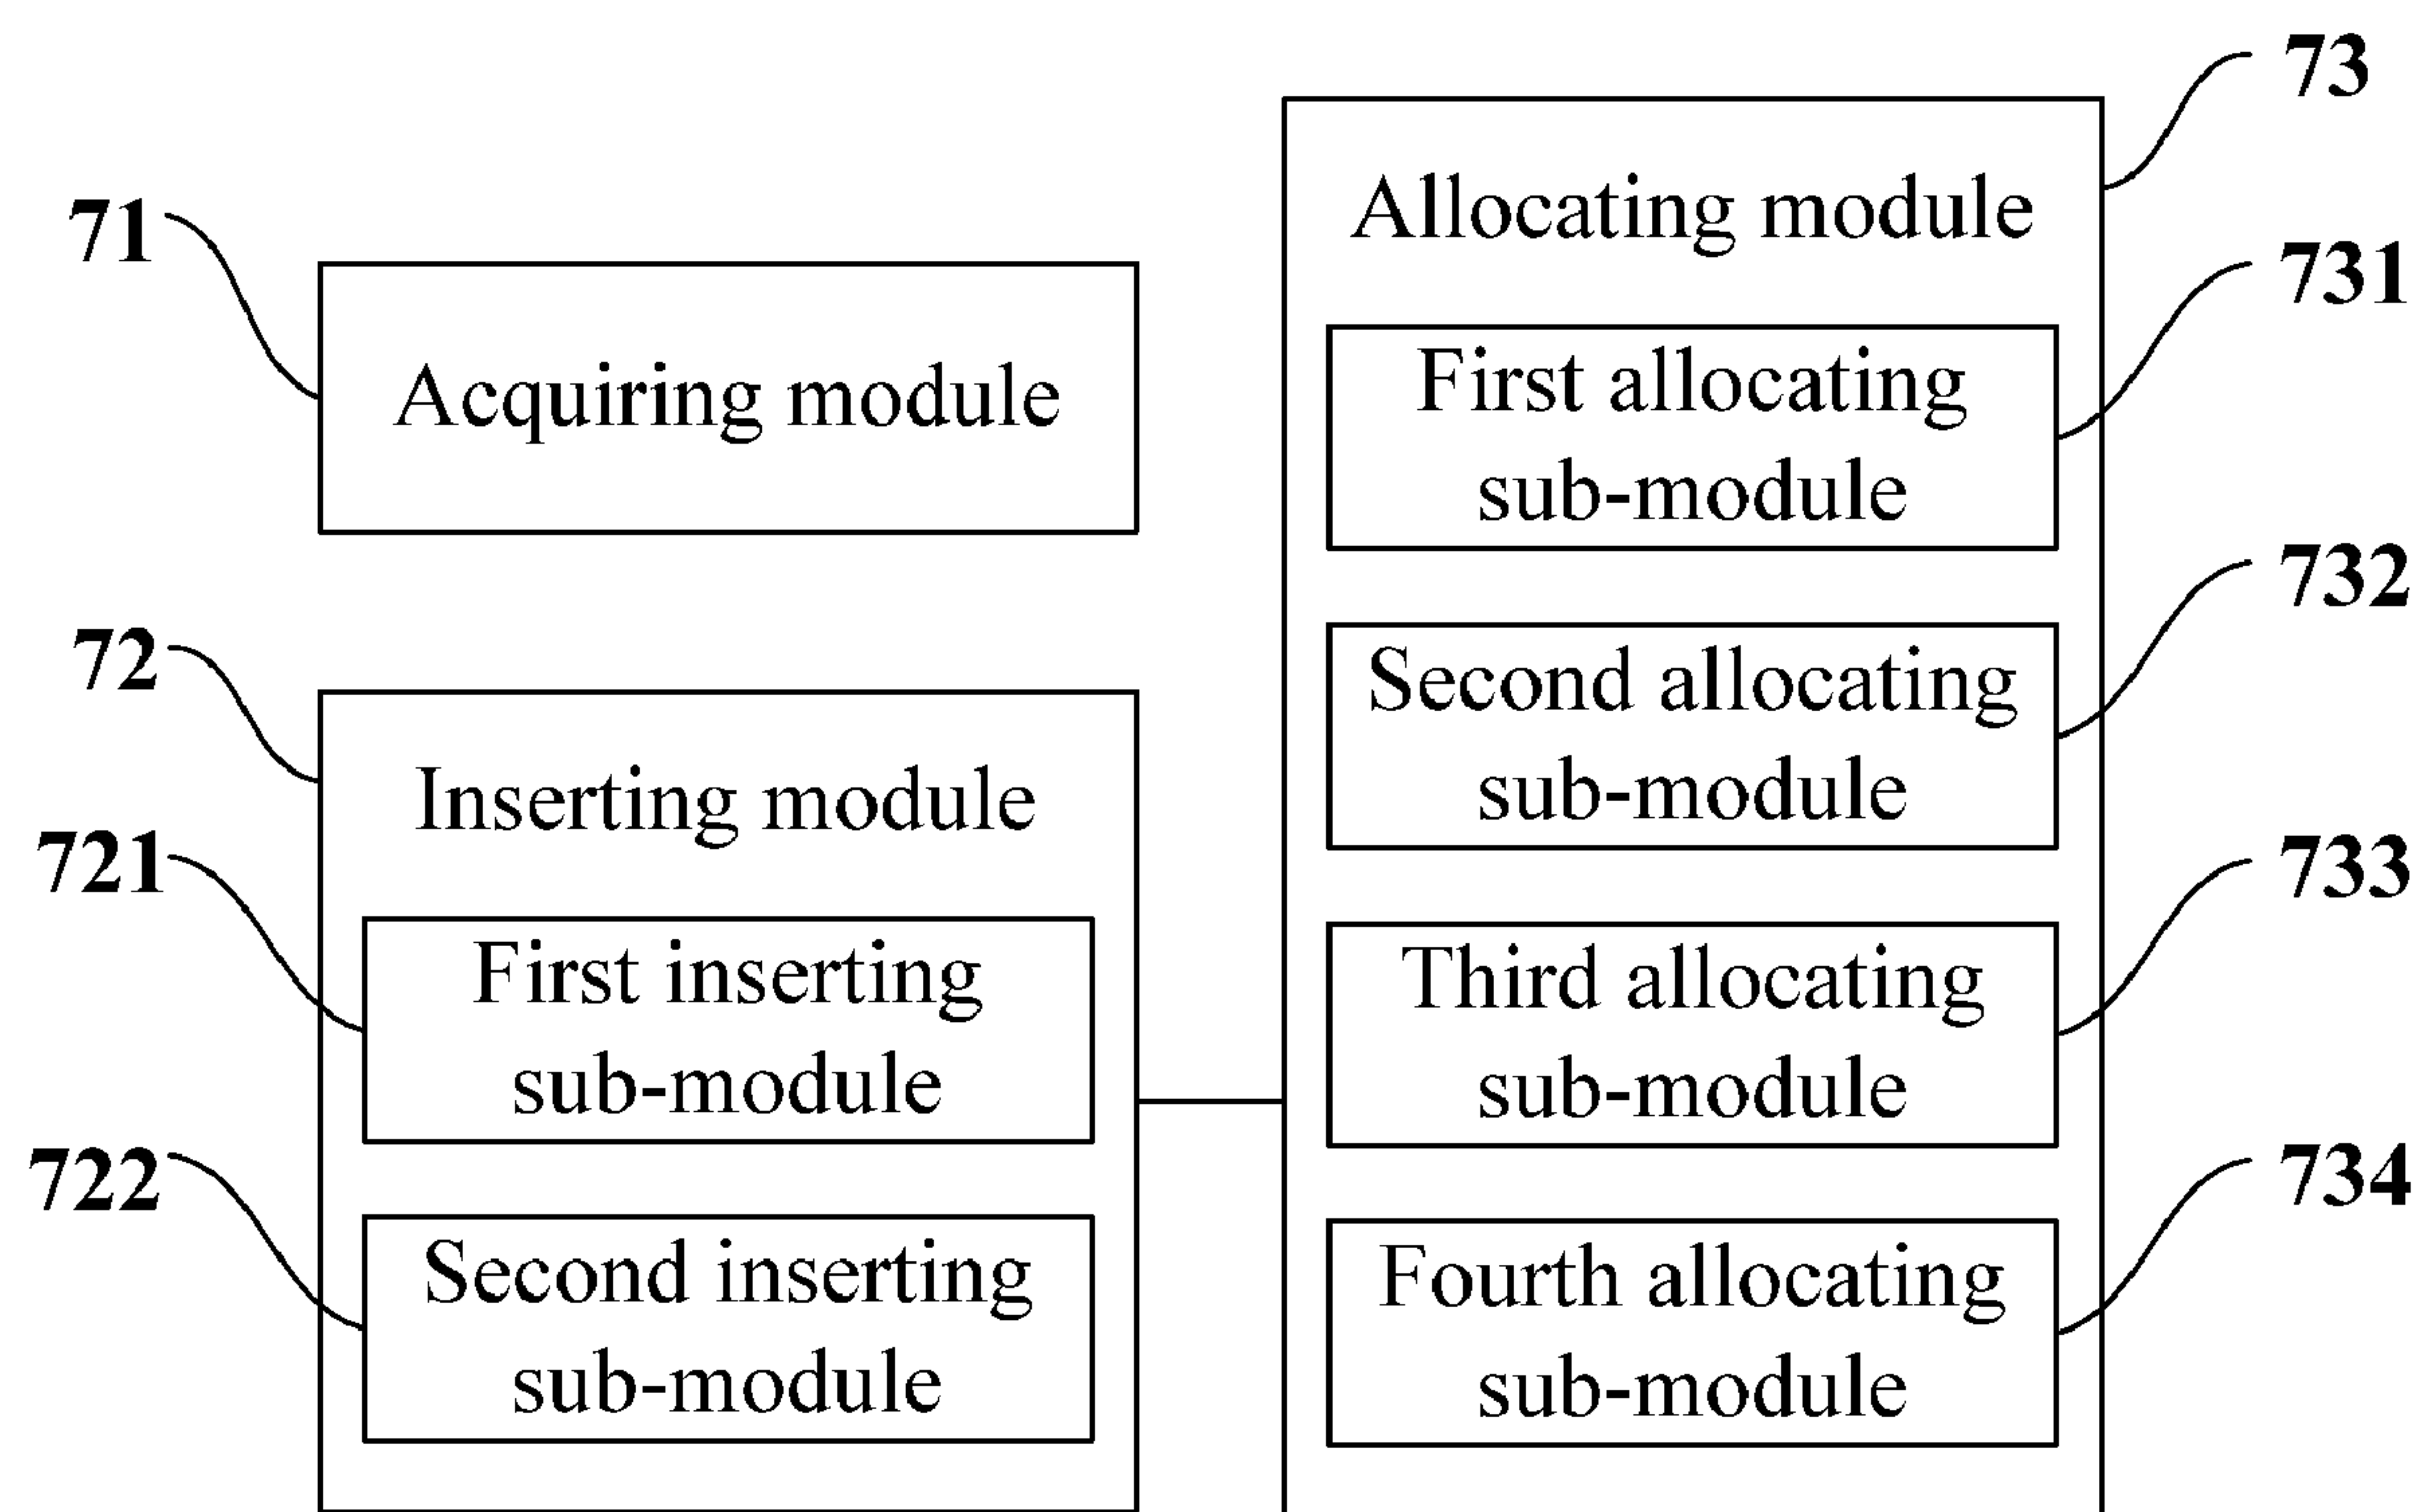 73
Allocating module
71
731
Acquiring module
First allocating
sub-module
732
72
Second allocating
sub-module
Inserting module
721
733
First inserting
sub-module
Third allocating
sub-module
722
734
Second inserting
sub-module
Fourth allocating
sub-module